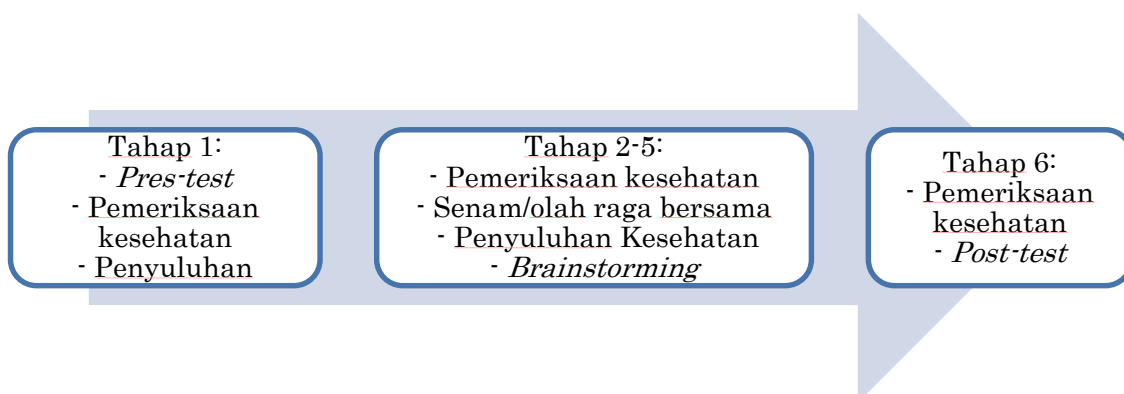 Tahap 1:
- Pres-test
- Pemeriksaan
kesehatan
- Penyuluhan
Tahap 2-5:
- Pemeriksaan kesehatan
- Senam/olah raga bersama
- Penyuluhan Kesehatan
- Brainstorming
Tahap 6:
- Pemeriksaan
kesehatan
- Post-test